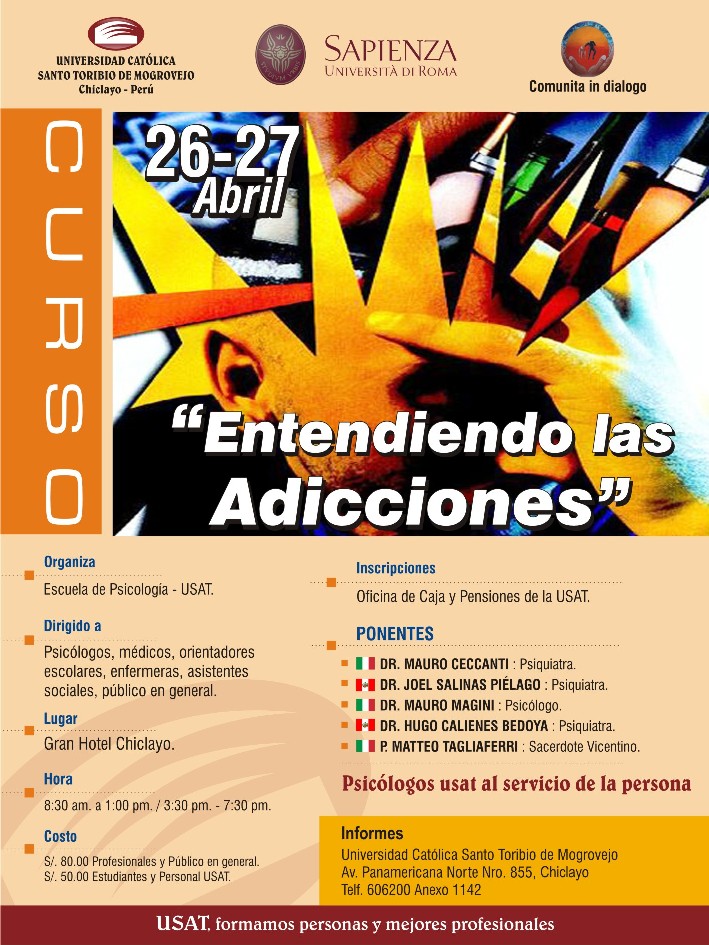 UNIVERSIDAD CATÓLICA
SANTO TORIBIO DE MOGROVEJO
Chiclayo - Perú
SAPIENZA
UNIVERSITÀ DI ROMA
Comunita in dialogo
CURSO
26-27
Abril
“Entendiendo las
Adicciones”
Organiza
Escuela de Psicología - USAT.
Dirigido a
Psicólogos, médicos, orientadores
escolares, enfermeras, asistentes
sociales, público en general.
Lugar
Gran Hotel Chiclayo.
Hora
8:30 am. a 1:00 pm. / 3:30 pm. - 7:30 pm.
Costo
S/. 80.00 Profesionales y Público en general.
S/. 50.00 Estudiantes y Personal USAT.
Inscripciones
Oficina de Caja y Pensiones de la USAT.
PONENTES
DR. MAURO CECCANTI : Psiquiatra.
DR. JOEL SALINAS PIÉLAGO : Psiquiatra.
DR. MAURO MAGINI : Psicólogo.
DR. HUGO CALIENES BEDOYA : Psiquiatra.
P. MATTEO TAGLIAFERRI : Sacerdote Vicentino.
Psicólogos usat al servicio de la persona
Informes
Universidad Católica Santo Toribio de Mogrovejo
Av. Panamericana Norte Nro. 855, Chiclayo
Telf. 606200 Anexo 1142
USAT, formamos personas y mejores profesionales